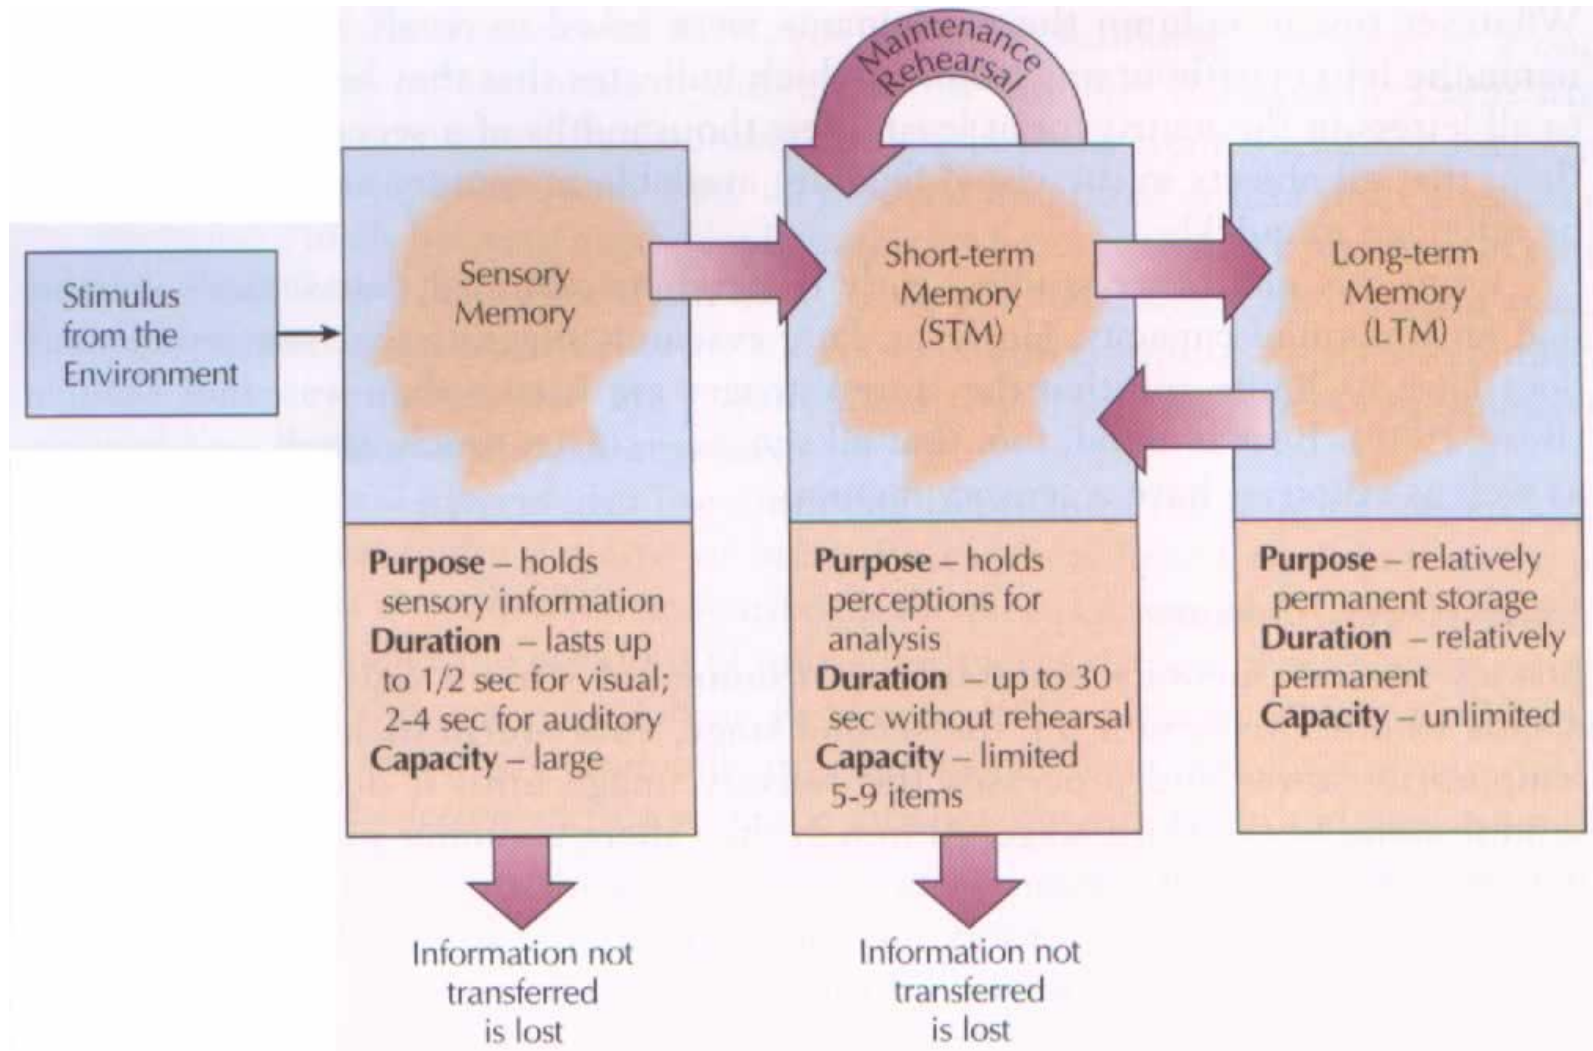 Maintenance
Rehearsal
Stimulus
from the
Environment
Sensory
Memory
Short-term
Memory
(STM)
Long-term
Memory
(LTM)
Purpose – holds
sensory information
Duration – lasts up
to 1/2 sec for visual;
2-4 sec for auditory
Capacity – large
Purpose – holds
perceptions for
analysis
Duration – up to 30
sec without rehearsal
Capacity – limited
5-9 items
Purpose – relatively
permanent storage
Duration – relatively
permanent
Capacity – unlimited
Information not
transferred
is lost
Information not
transferred
is lost